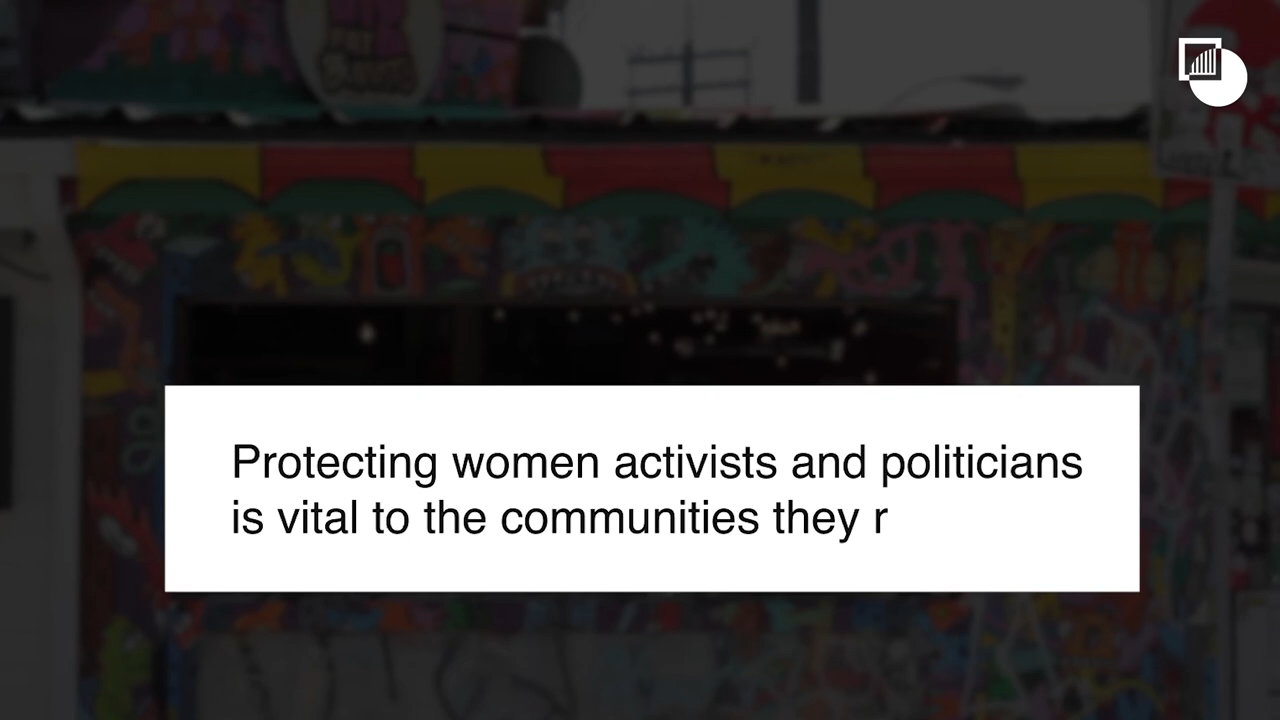 Protecting women activists and politicians
is vital to the communities they r